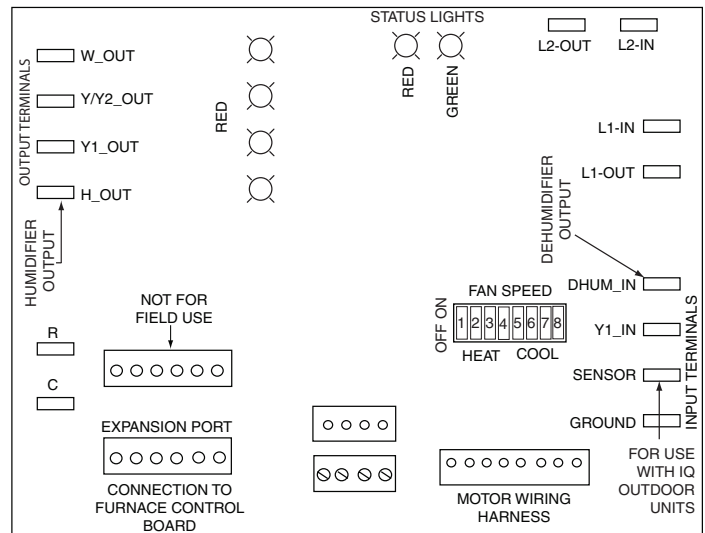 STATUS LIGHTS
L2-OUT
L2-IN
W_OUT
Y/Y2_OUT
Y1_OUT
H_OUT
OUTPUT TERMINALS
RED
RED
GREEN
L1-IN
L1-OUT
HUMIDIFIER
OUTPUT
DEHUMIDIFIER
OUTPUT
DHUM_IN
Y1_IN
SENSOR
GROUND
INPUT TERMINALS
NOT FOR
FIELD USE
FAN SPEED
OFF ON
1 2 3 4 5 6 7 8
HEAT
COOL
R
C
EXPANSION PORT
CONNECTION TO
FURNACE CONTROL
BOARD
MOTOR WIRING
HARNESS
FOR USE
WITH IQ
OUTDOOR
UNITS